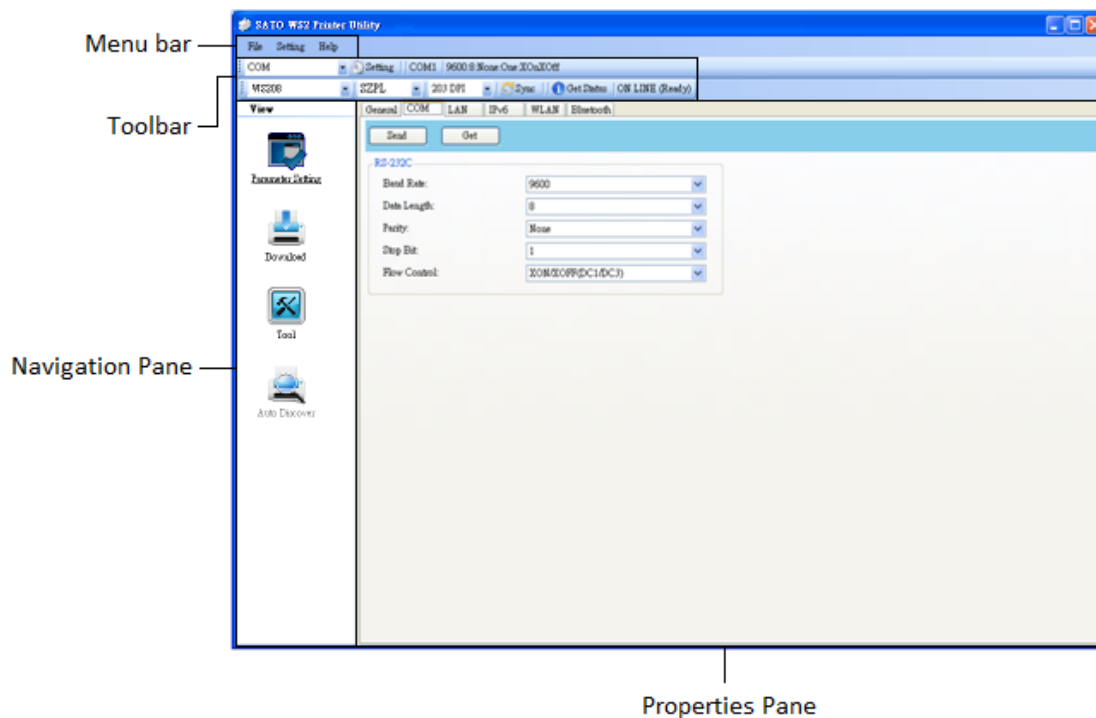 SATO WS2 Printer Utility
Menu bar
File Setting Help
COM Setting COM1 9600:8:None:One:XOnXOff
WS208 SZPL 203 DPI Sync Get Status ON LINE (Ready)
Toolbar
View
General COM LAN IPv6 WLAN Bluetooth
Send Get
Parameter Setting
RS-232C
Baud Rate: 9600
Data Length: 8
Parity: None
Stop Bit: 1
Flow Control: XON/XOFF(DC1/DC3)
Download
Tool
Navigation Pane
Auto Discover
Properties Pane